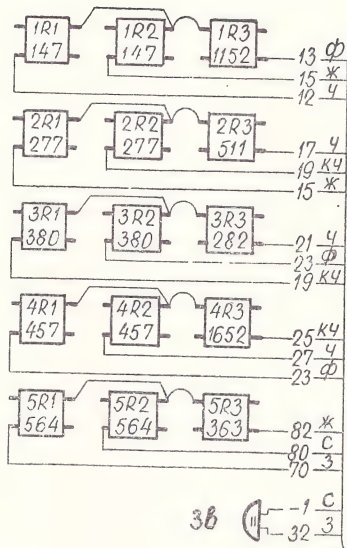 1R1 1R2 1R3
147 147 1152
13 Ф
15 Ж
12 Ч
2R1 2R2 2R3
277 277 511
17 Ч
19 КЧ
15 Ж
3R1 3R2 3R3
380 380 282
21 Ч
23 Ф
19 КЧ
4R1 4R2 4R3
457 457 1652
25 КЧ
27 Ч
23 Ф
5R1 5R2 5R3
564 564 363
82 Ж
80 С
70 З
Зв
1 С
32 З